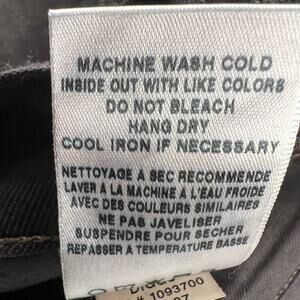 MACHINE WASH COLD
INSIDE OUT WITH LIKE COLORS
DO NOT BLEACH
HANG DRY
COOL IRON IF NECESSARY
NETTOYAGE A SEC RECOMMENDE
LAVER A LA MACHINE A L'EAU FROIDE
AVEC DES COULEURS SIMILAIRES
NE PAS JAVELISER
SUSPENDRE POUR SECHER
REPASSER A TEMPERATURE BASSE
# 1093700